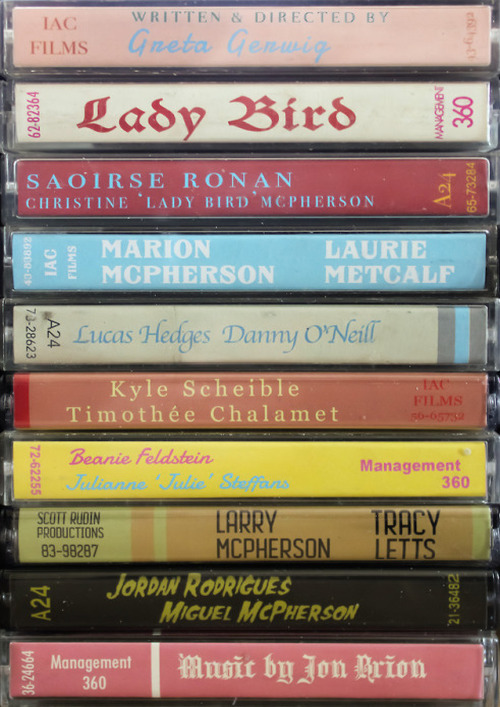 IAC
FILMS
WRITTEN & DIRECTED BY
Greta Gerwig
62-82364
Lady Bird
MANAGEMENT
360
SAOIRSE RONAN
CHRISTINE 'LADY BIRD' MCPHERSON
A24
65-73284
IAC
FILMS
MARION
MCPHERSON
LAURIE
METCALF
A24
Lucas Hedges Danny O'Neill
Kyle Scheible
Timothée Chalamet
IAC
FILMS
36-65732
72-62255
Beanie Feldstein
Julianne 'Julie' Steffans
Management
360
SCOTT RUDIN
PRODUCTIONS
83-98287
LARRY
MCPHERSON
TRACY
LETTS
A24
JORDAN RODRIGUES
MIGUEL MCPHERSON
21-36482
36-24664
Management
360
Music by Jon Brion